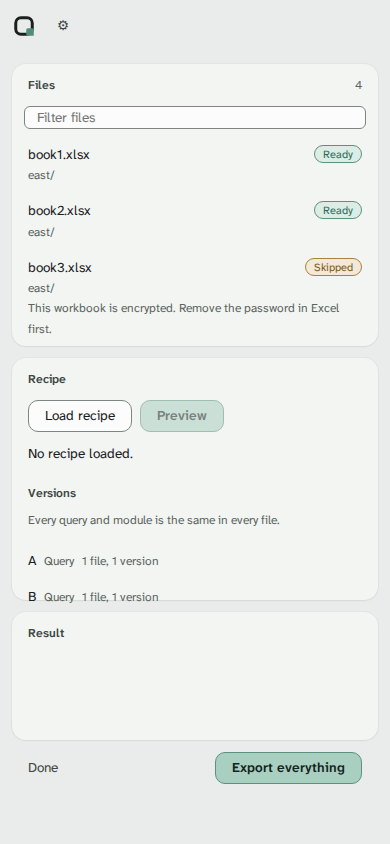 Files
4
Filter files
book1.xlsx
Ready
east/
book2.xlsx
Ready
east/
book3.xlsx
Skipped
east/
This workbook is encrypted. Remove the password in Excel
first.
Recipe
Load recipe
Preview
No recipe loaded.
Versions
Every query and module is the same in every file.
A Query 1 file, 1 version
B Query 1 file, 1 version
Result
Done
Export everything